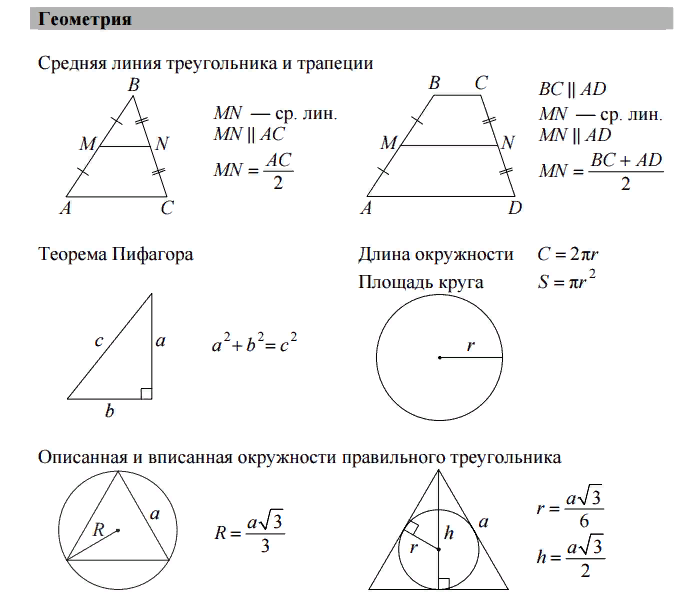 Геометрия
Средняя линия треугольника и трапеции
B
M N
A C
MN — ср. лин.
MN || AC
MN = AC/2
B C
M N
A D
BC || AD
MN — ср. лин.
MN || AD
MN = (BC + AD)/2
Теорема Пифагора
c a
b
a²+b²=c²
Длина окружности C = 2πr
Площадь круга S = πr²
r
Описанная и вписанная окружности правильного треугольника
a
R
R = a√3/3
a
h
r
r = a√3/6
h = a√3/2